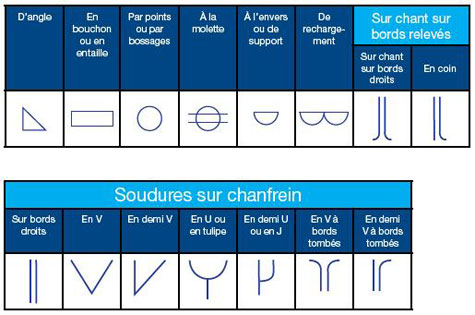 D'angle
En
bouchon
ou en
entaille
Par points
ou par
bossages
À la
molette
À l'envers
ou de
support
De
recharge-
ment
Sur chant sur
bords relevés
Sur chant
sur bords
droits
En coin
Soudures sur chanfrein
Sur bords
droits
En V
En demi V
En U ou
en tulipe
En demi U
ou en J
En V à
bords
tombés
En demi
V à bords
tombés